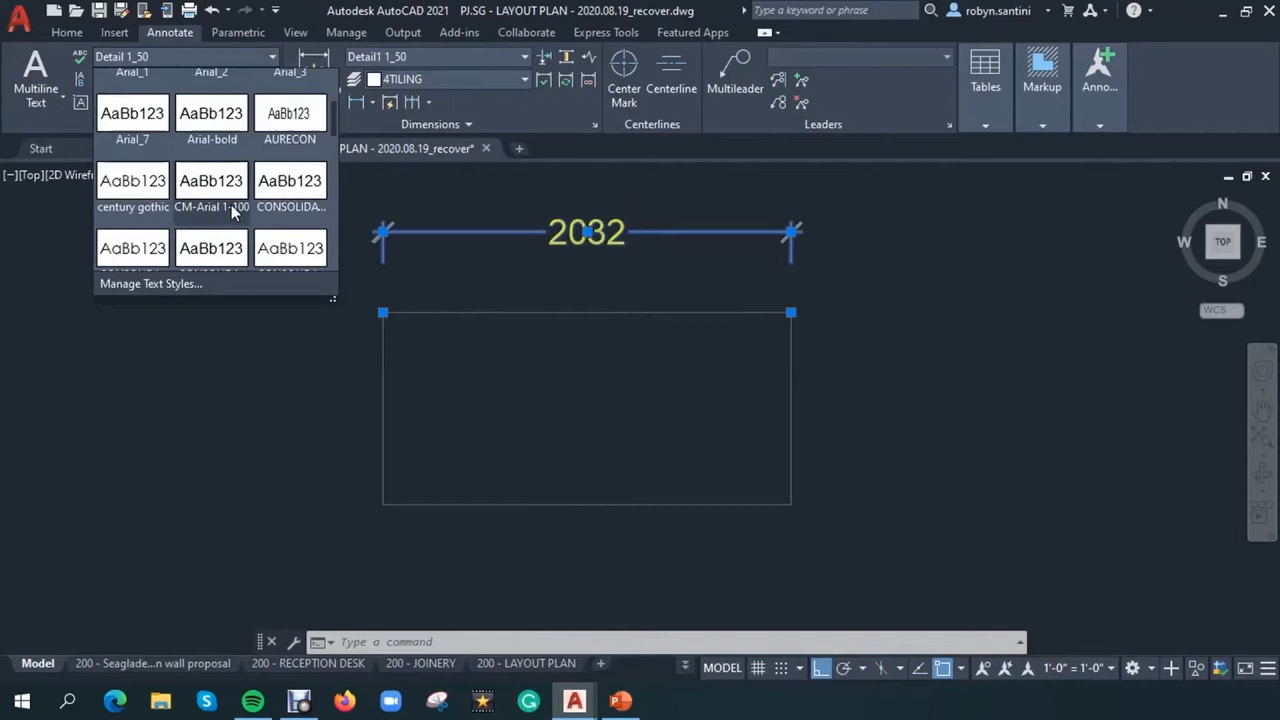 Autodesk AutoCAD 2021 PJ.SG - LAYOUT PLAN - 2020.08.19_recover.dwg
Type a keyword or phrase
robyn.santini
Home Insert Annotate Parametric View Manage Output Add-ins Collaborate Express Tools Featured Apps
Multiline
Text
Detail 1_50
Detail1 1_50
4TILING
Dimensions
Center
Mark
Centerline
Centerlines
Multileader
Leaders
Tables
Markup
Anno...
Arial_1 Arial_2 Arial_3
AaBb123 AaBb123 AaBb123
Arial_7 Arial-bold AURECON
AaBb123 AaBb123 AaBb123
century gothic CM-Arial 1-100 CONSOLIDA...
AaBb123 AaBb123 AaBb123
Manage Text Styles...
Start
PLAN - 2020.08.19_recover*
[−][Top][2D Wirefr
2032
N
W TOP E
S
WCS
Type a command
Model 200 - Seaglade...n wall proposal 200 - RECEPTION DESK 200 - JOINERY 200 - LAYOUT PLAN
MODEL
1'-0" = 1'-0"